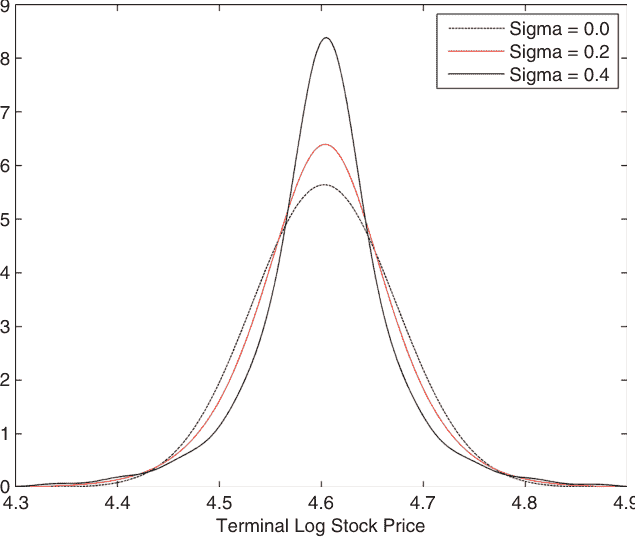 9
8
7
6
5
4
3
2
1
0
Sigma = 0.0
Sigma = 0.2
Sigma = 0.4
4.3 4.4 4.5 4.6 4.7 4.8 4.9
Terminal Log Stock Price